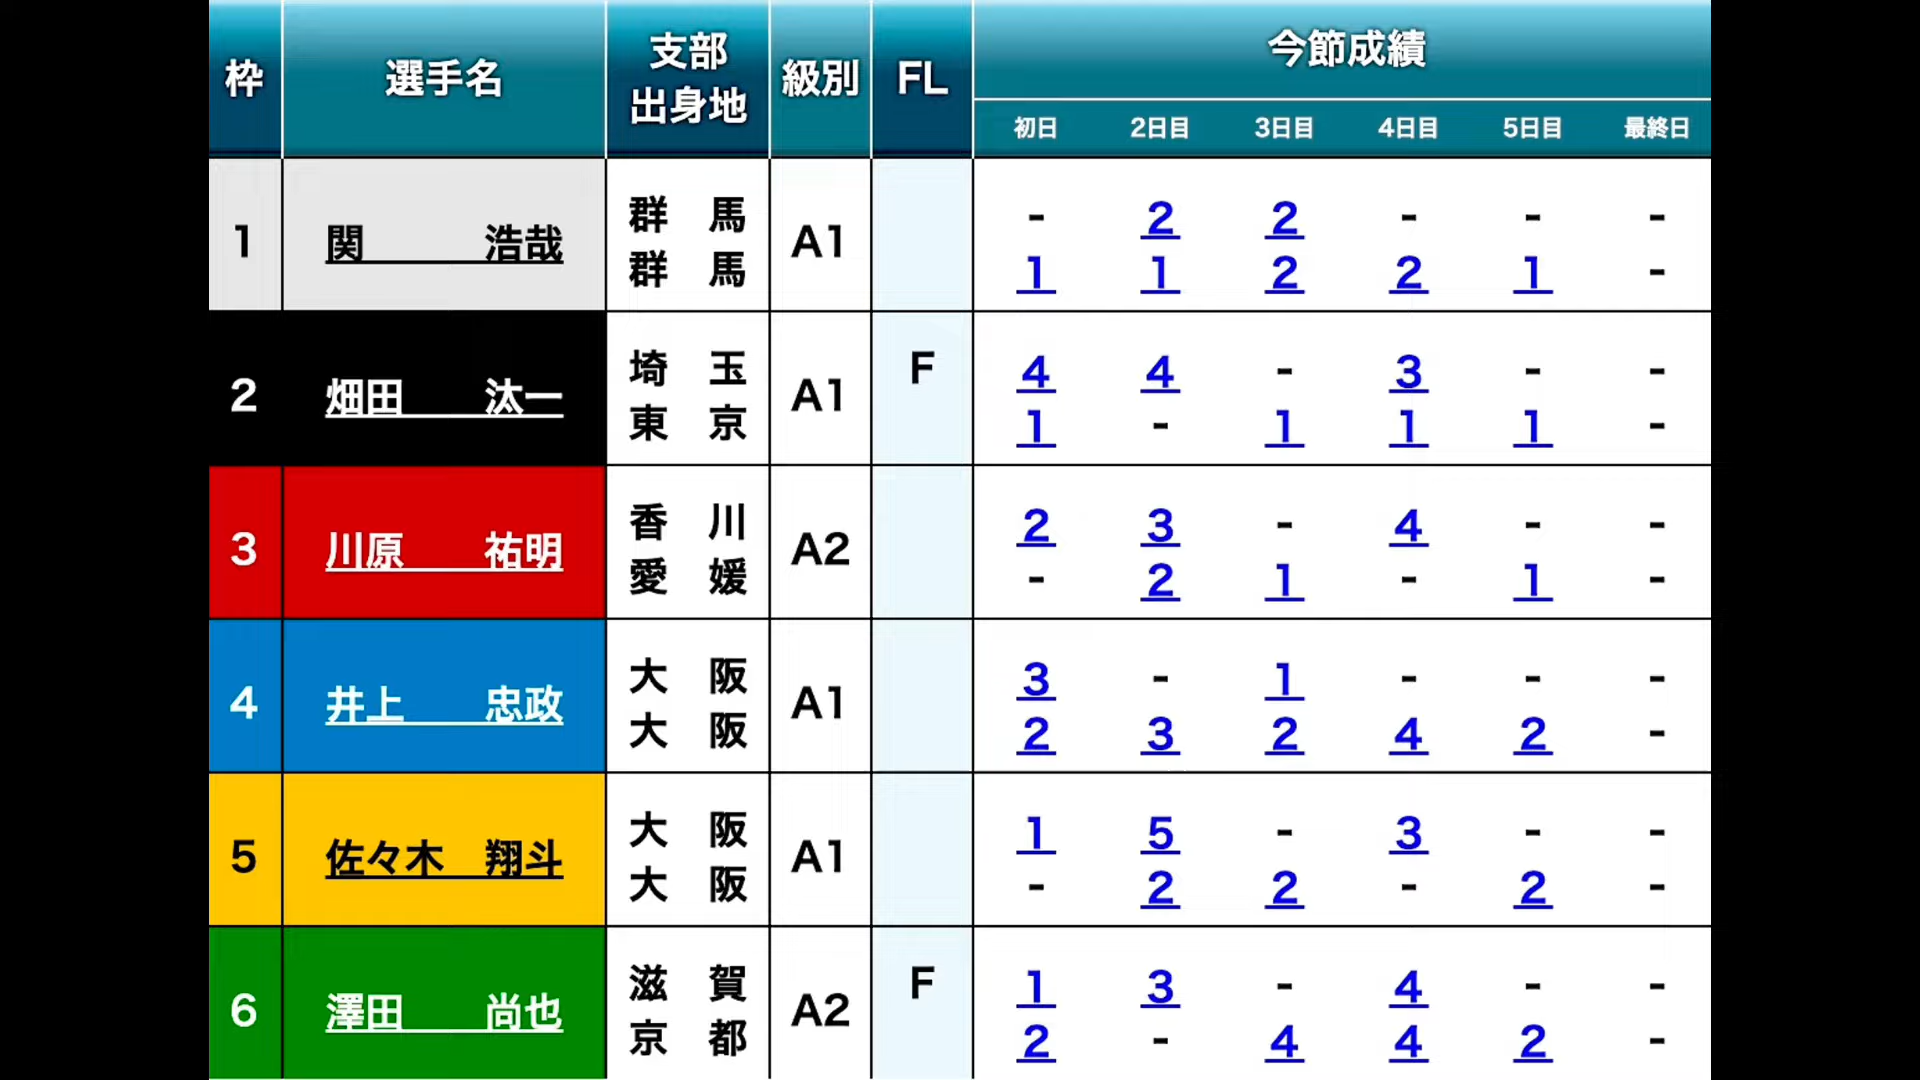 枠 選手名 支部 出身地 級別 FL 今節成績
初日 2日目 3日目 4日目 5日目 最終日
群 馬 - 2 2 - - -
1 関 浩哉 A1
群 馬 1 1 2 2 1 -
埼 玉 F 4 4 - 3 - -
2 畑田 汰一 A1
東 京 1 - 1 1 1 -
香 川 2 3 - 4 - -
3 川原 祐明 A2
愛 媛 - 2 1 - 1 -
大 阪 3 - 1 - - -
4 井上 忠政 A1
大 阪 2 3 2 4 2 -
大 阪 1 5 - 3 - -
5 佐々木 翔斗 A1
大 阪 - 2 2 - 2 -
滋 賀 F 1 3 - 4 - -
6 澤田 尚也 A2
京 都 2 - 4 4 2 -